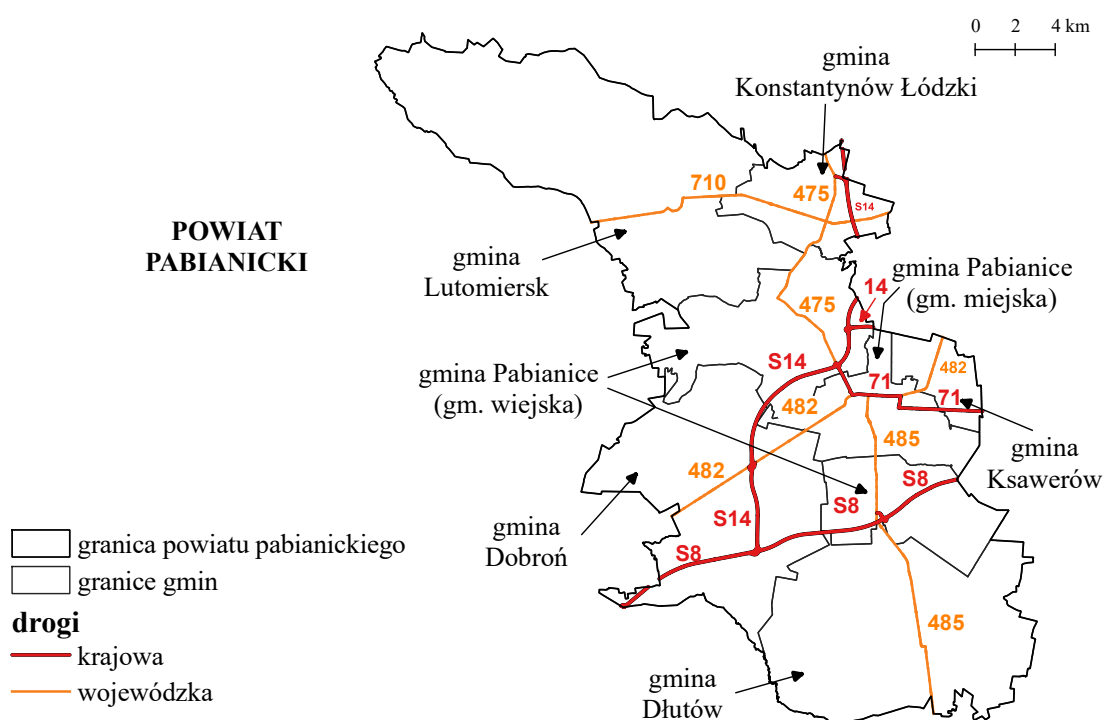 0 2 4 km
gmina
Konstantynów Łódzki
710
475
S14
POWIAT
PABIANICKI
gmina
Lutomiersk
gmina Pabianice
(gm. miejska)
14
475
S14
482
gmina Pabianice
(gm. wiejska)
71
71
482
485
gmina
Ksawerów
482
S8
S8
S14
gmina
Dobroń
S8
granica powiatu pabianickiego
granice gmin
drogi
krajowa
wojewódzka
485
gmina
Dłutów